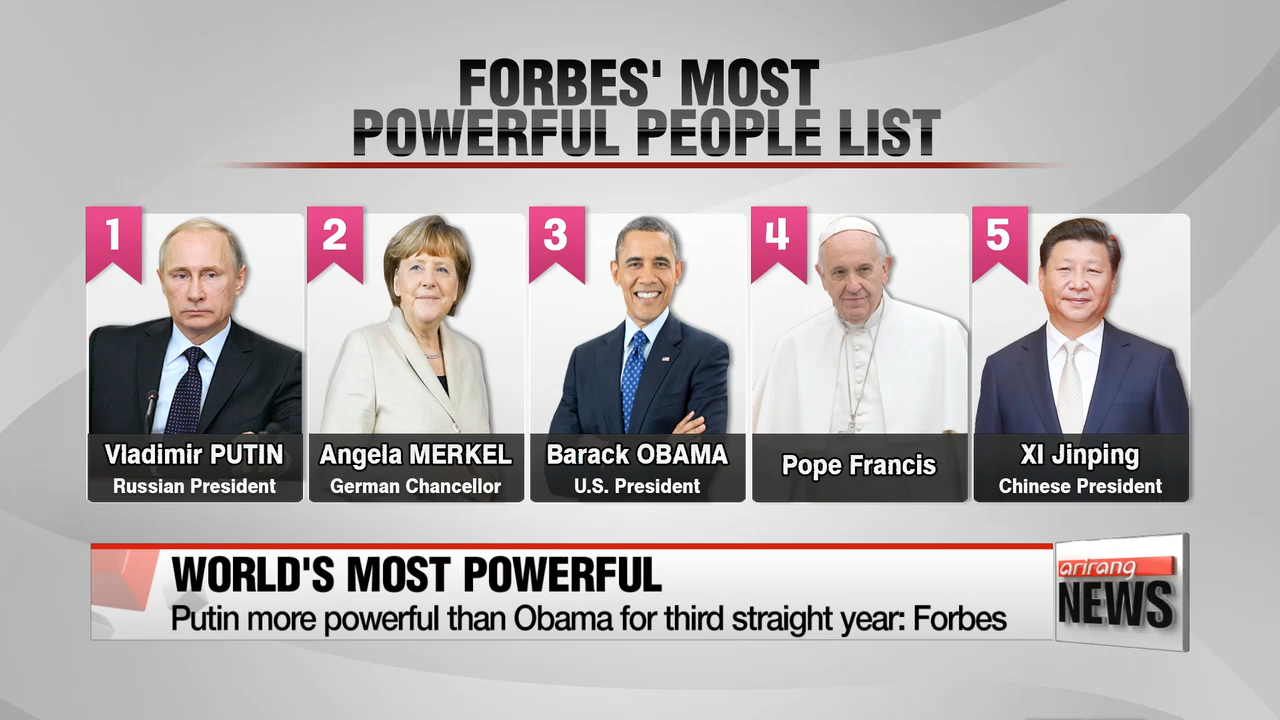 FORBES' MOST
POWERFUL PEOPLE LIST
1
2
3
4
5
Vladimir PUTIN
Russian President
Angela MERKEL
German Chancellor
Barack OBAMA
U.S. President
Pope Francis
XI Jinping
Chinese President
WORLD'S MOST POWERFUL
Putin more powerful than Obama for third straight year: Forbes
arirang
NEWS